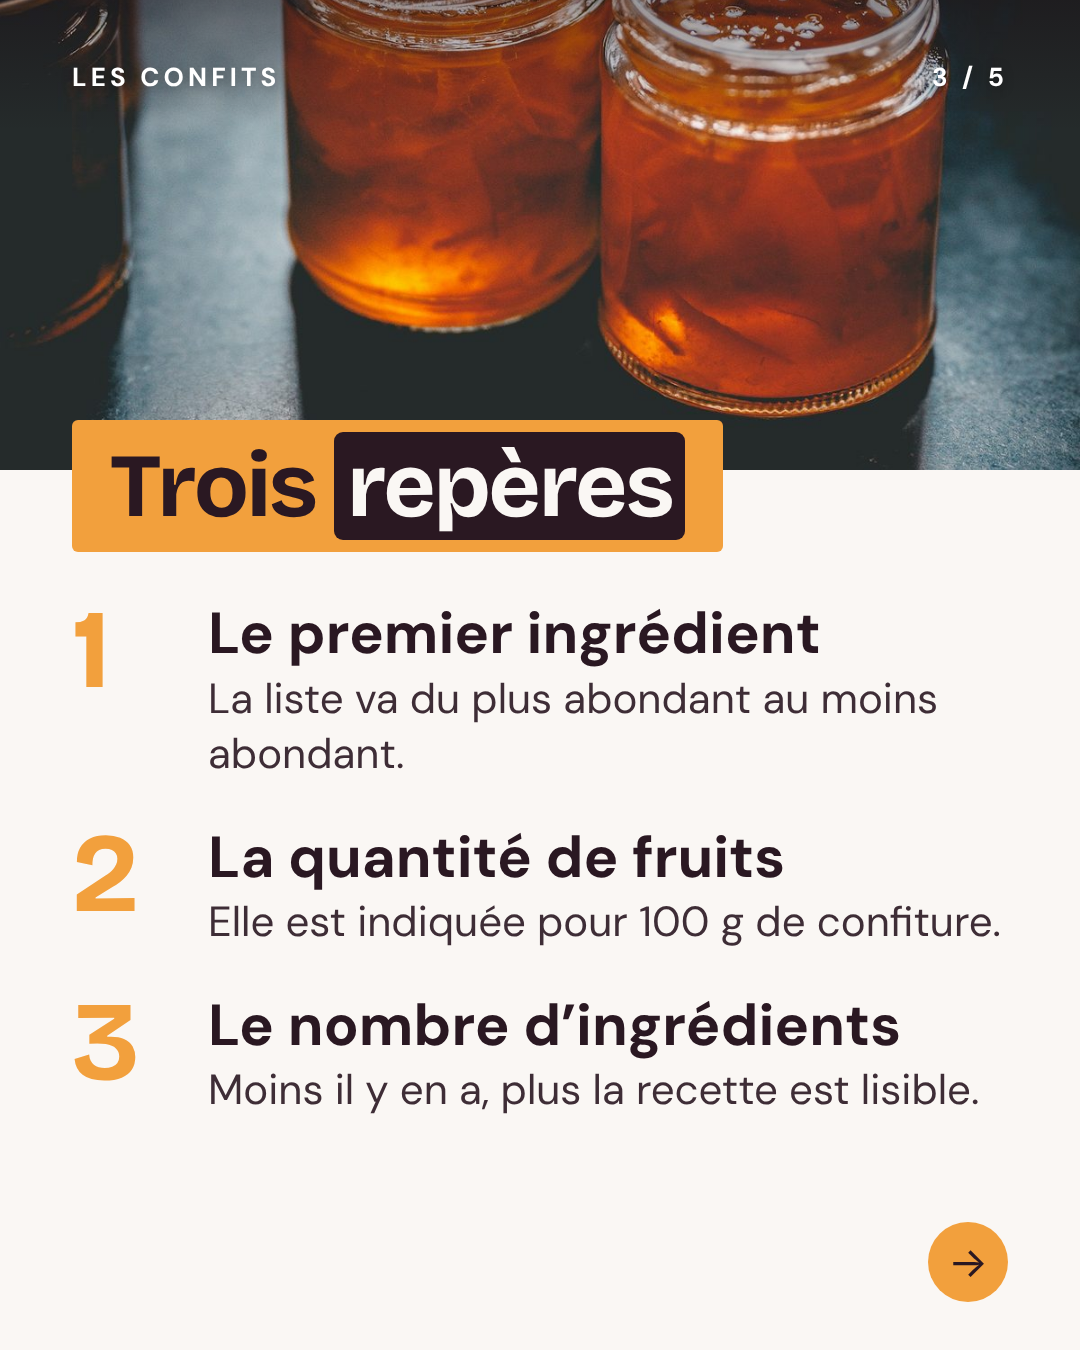 LES CONFITS
3 / 5
Trois repères
1
Le premier ingrédient
La liste va du plus abondant au moins
abondant.
2
La quantité de fruits
Elle est indiquée pour 100 g de confiture.
3
Le nombre d’ingrédients
Moins il y en a, plus la recette est lisible.
→